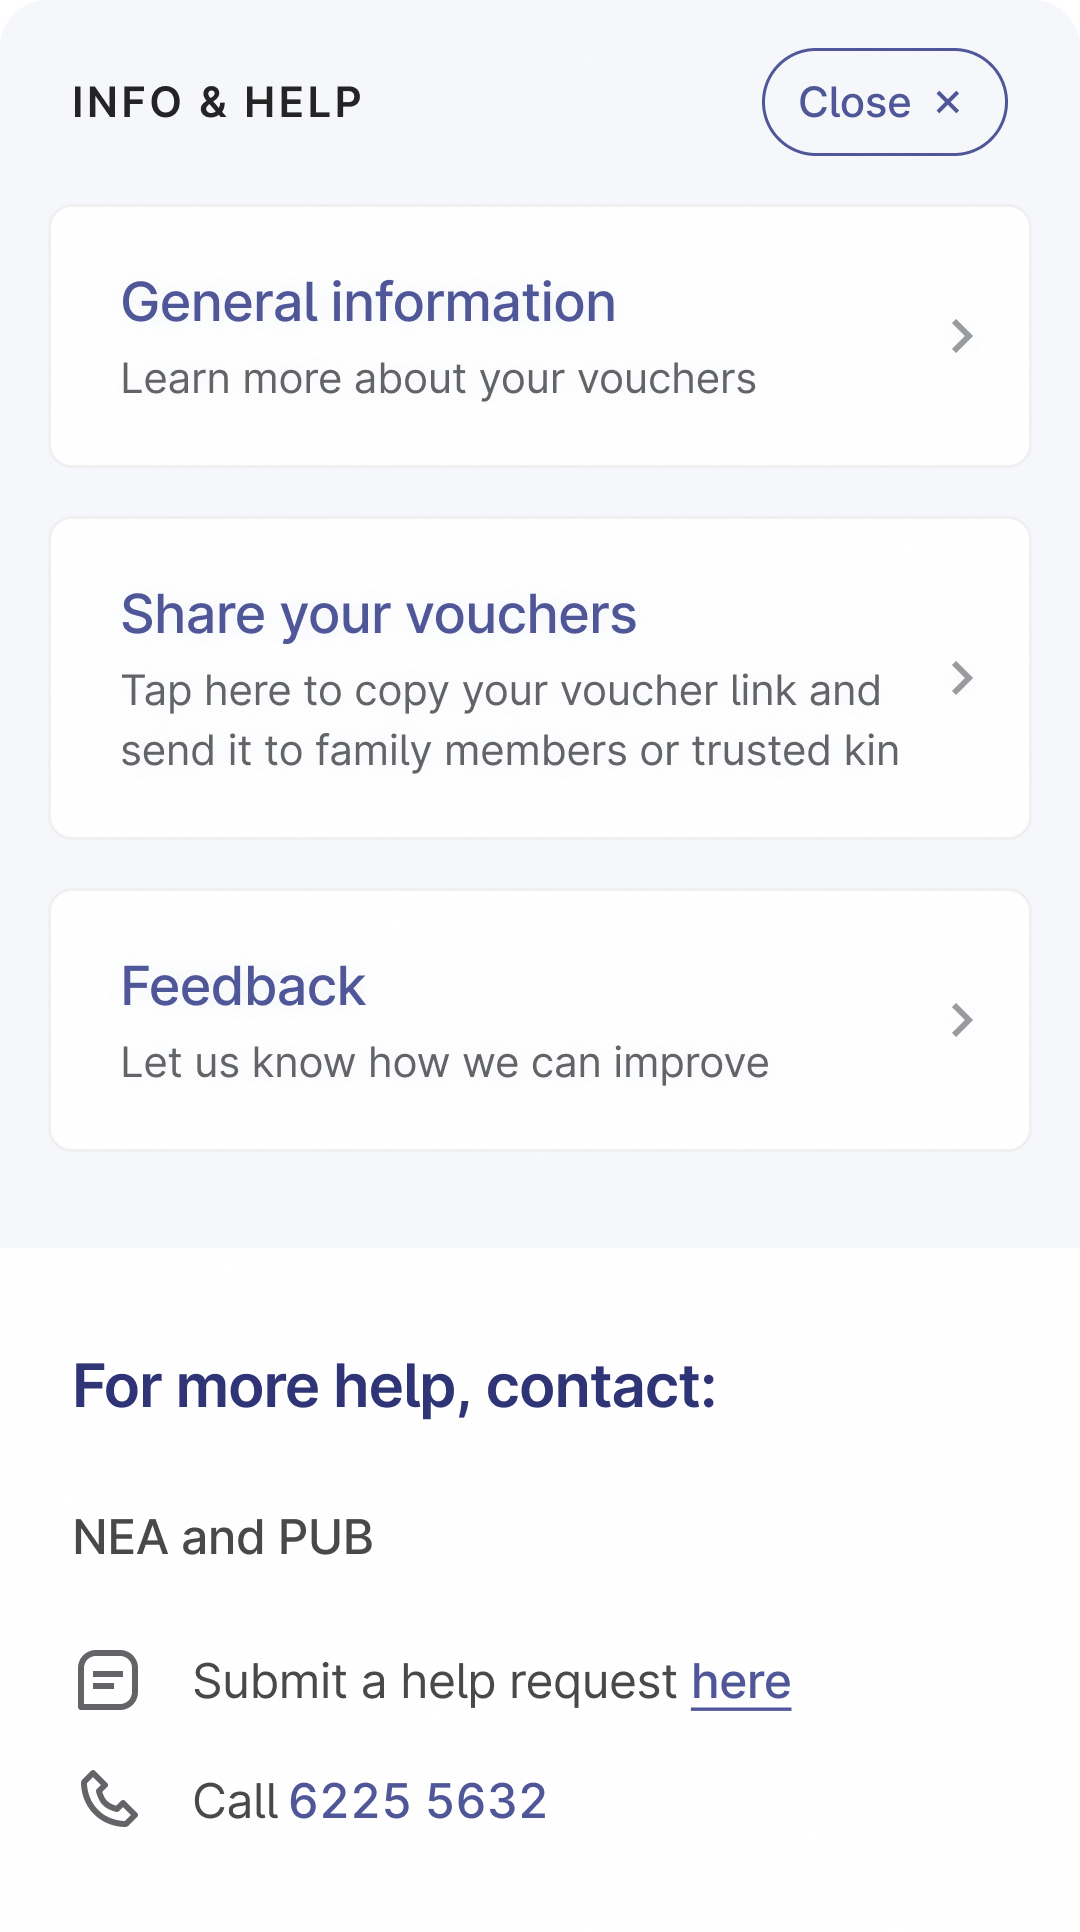 INFO & HELP
Close ×
General information
Learn more about your vouchers
Share your vouchers
Tap here to copy your voucher link and
send it to family members or trusted kin
Feedback
Let us know how we can improve
For more help, contact:
NEA and PUB
Submit a help request here
Call 6225 5632